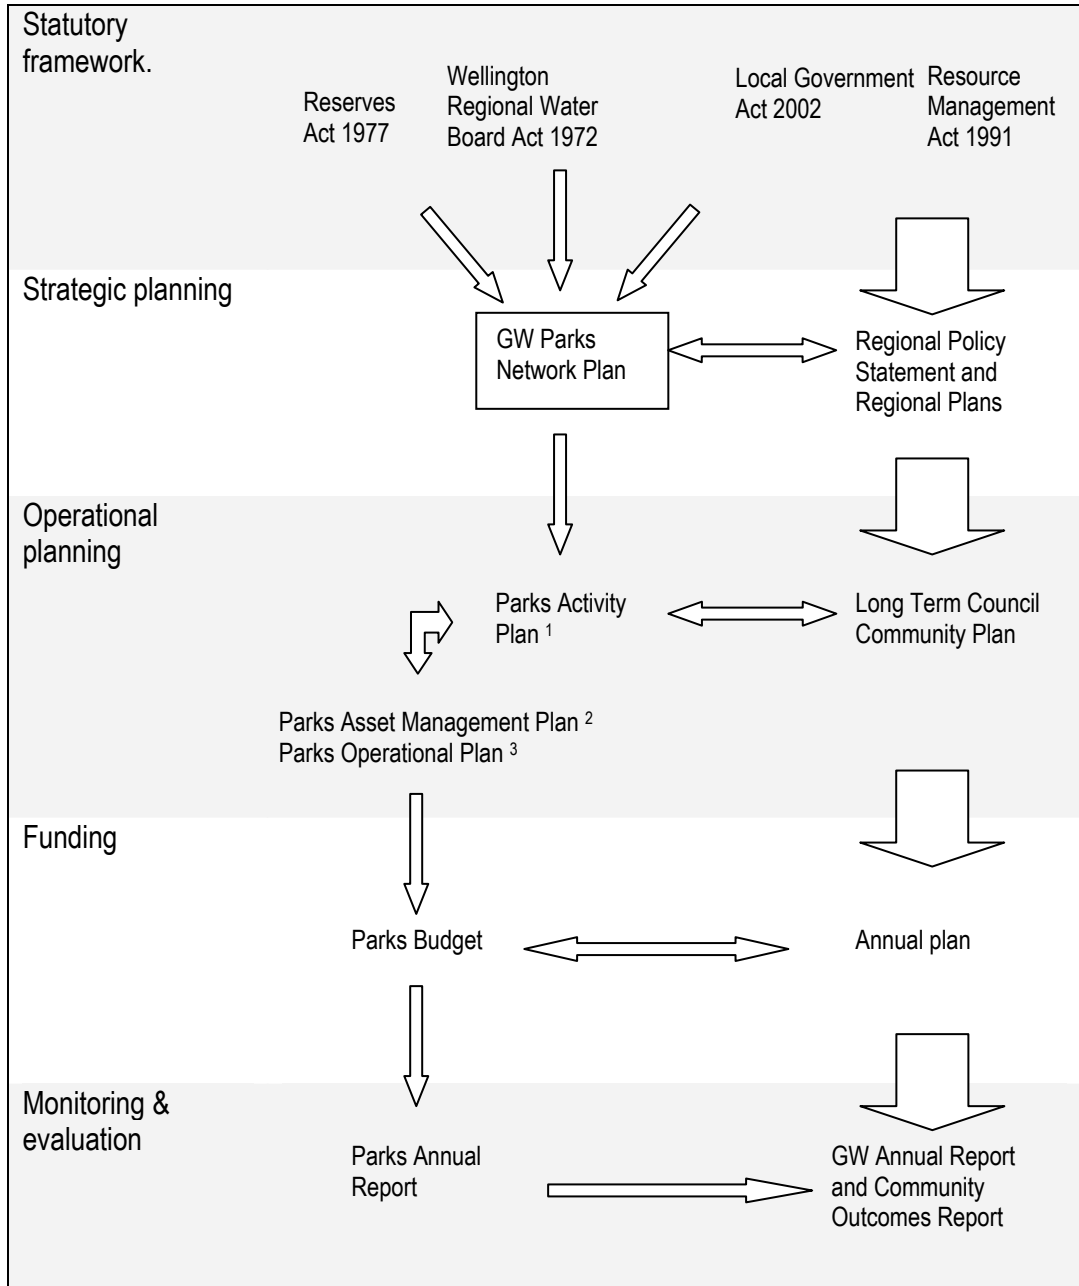 Statutory
framework.
Reserves
Act 1977
Wellington
Regional Water
Board Act 1972
Local Government
Act 2002
Resource
Management
Act 1991
Strategic planning
GW Parks
Network Plan
Regional Policy
Statement and
Regional Plans
Operational
planning
Parks Activity
Plan 1
Long Term Council
Community Plan
Parks Asset Management Plan 2
Parks Operational Plan 3
Funding
Parks Budget
Annual plan
Monitoring &
evaluation
Parks Annual
Report
GW Annual Report
and Community
Outcomes Report